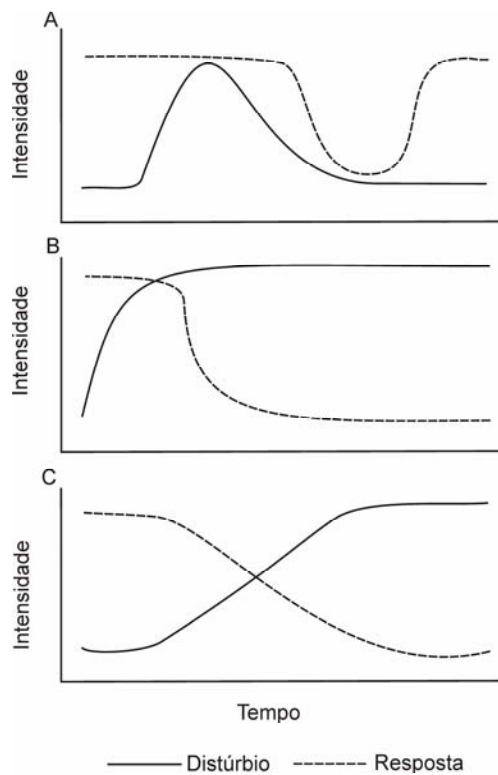 A
Intensidade
B
Intensidade
C
Intensidade
Tempo
Distúrbio Resposta